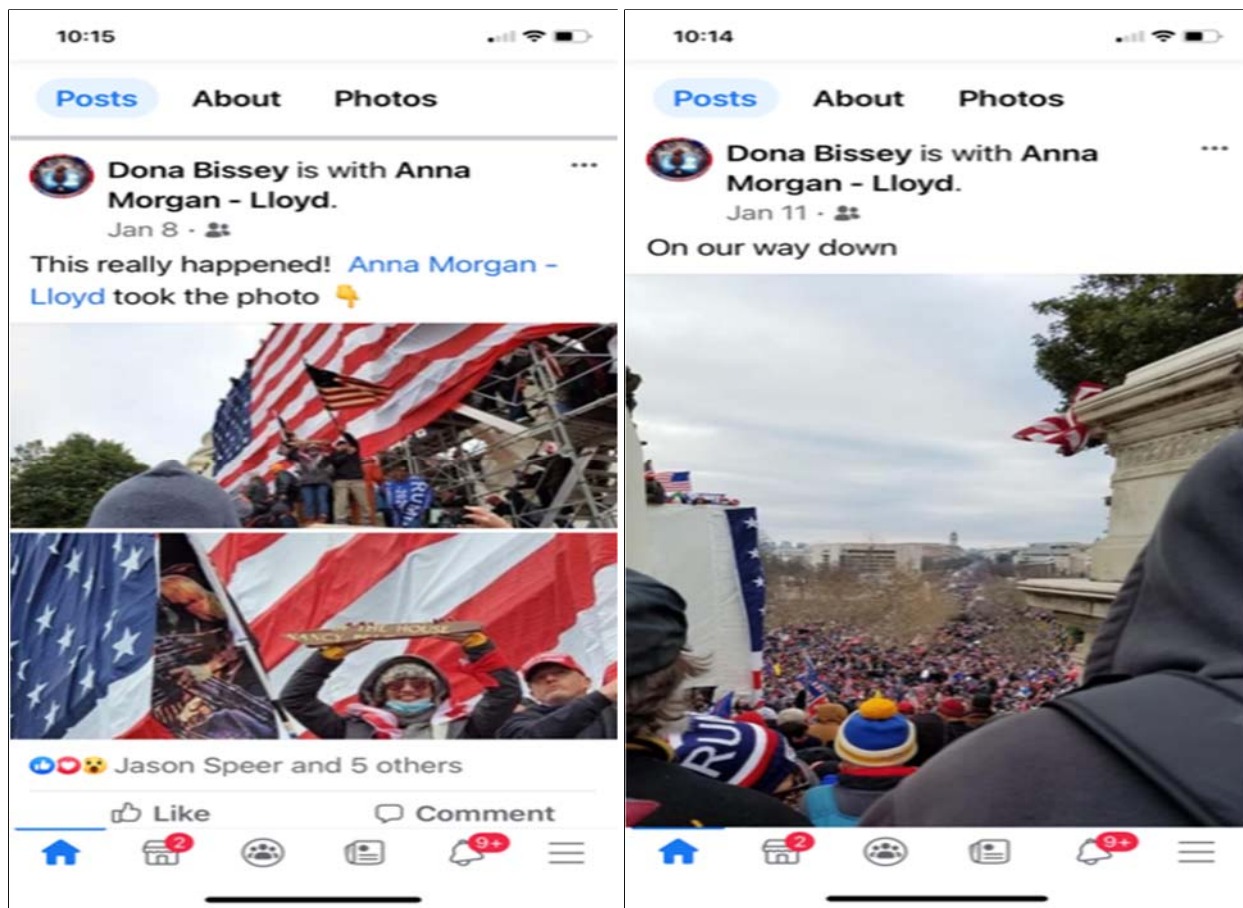 10:15
Posts About Photos
Dona Bissey is with Anna
Morgan - Lloyd.
Jan 8 ·
This really happened! Anna Morgan -
Lloyd took the photo 👇
Jason Speer and 5 others
Like Comment
2
9+
10:14
Posts About Photos
Dona Bissey is with Anna
Morgan - Lloyd.
Jan 11 ·
On our way down
TRU
2
9+